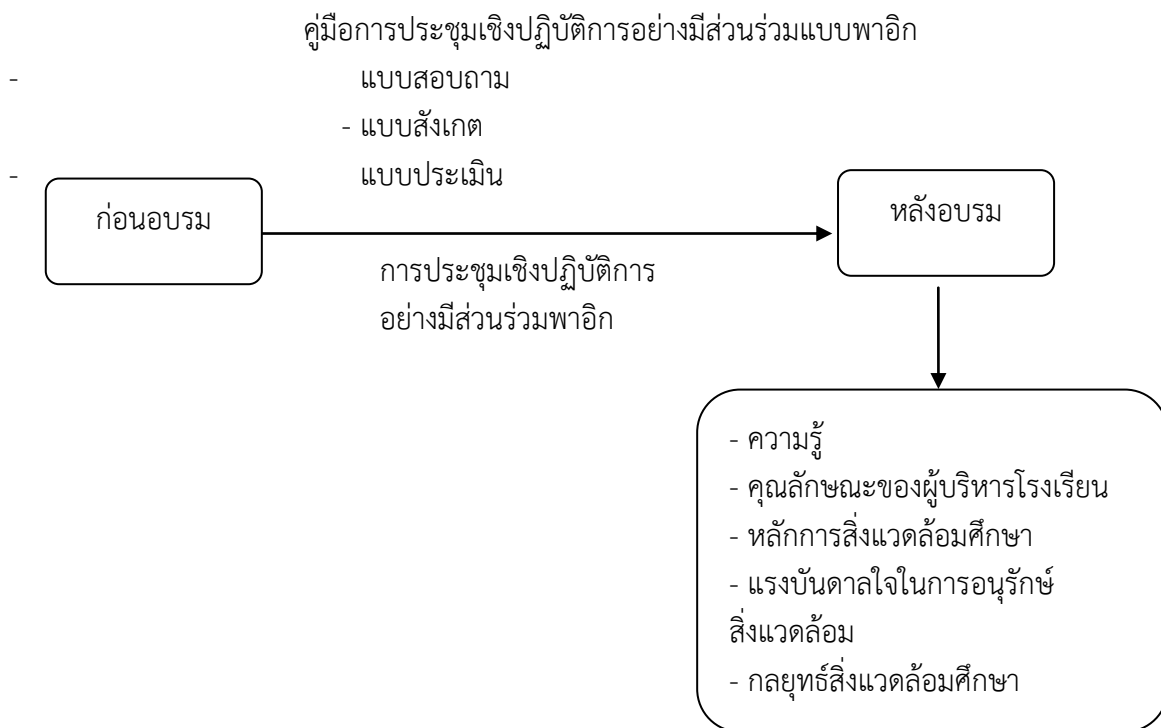 คู่มือการประชุมเชิงปฏิบัติการอย่างมีส่วนร่วมแบบพาอิก
- แบบสอบถาม
- แบบสังเกต
- แบบประเมิน
ก่อนอบรม
หลังอบรม
การประชุมเชิงปฏิบัติการ
อย่างมีส่วนร่วมพาอิก
- ความรู้
- คุณลักษณะของผู้บริหารโรงเรียน
- หลักการสิ่งแวดล้อมศึกษา
- แรงบันดาลใจในการอนุรักษ์
สิ่งแวดล้อม
- กลยุทธ์สิ่งแวดล้อมศึกษา